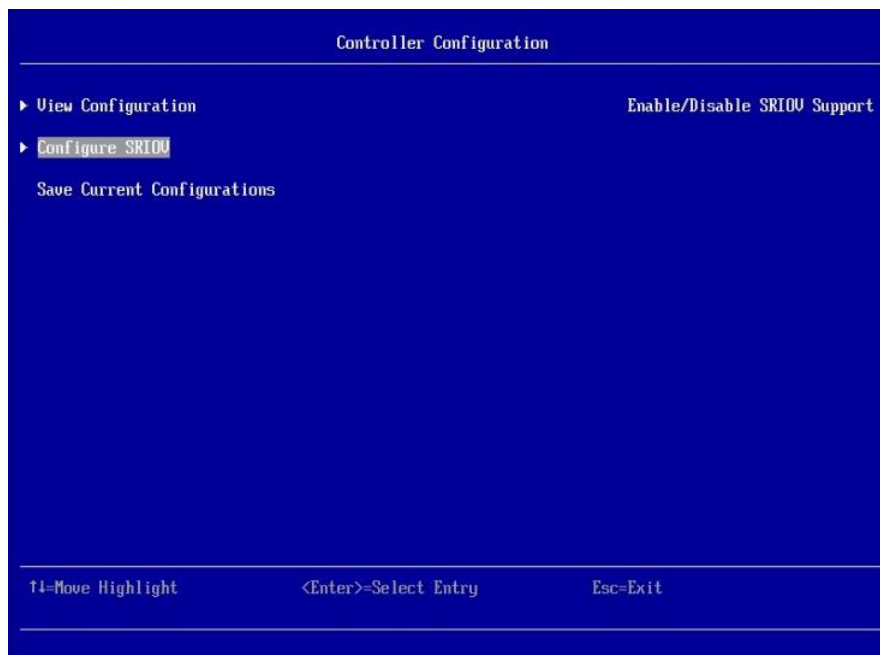 Controller Configuration
View Configuration
Enable/Disable SRIOV Support
Configure SRIOV
Save Current Configurations
↑↓=Move Highlight
<Enter>=Select Entry
Esc=Exit